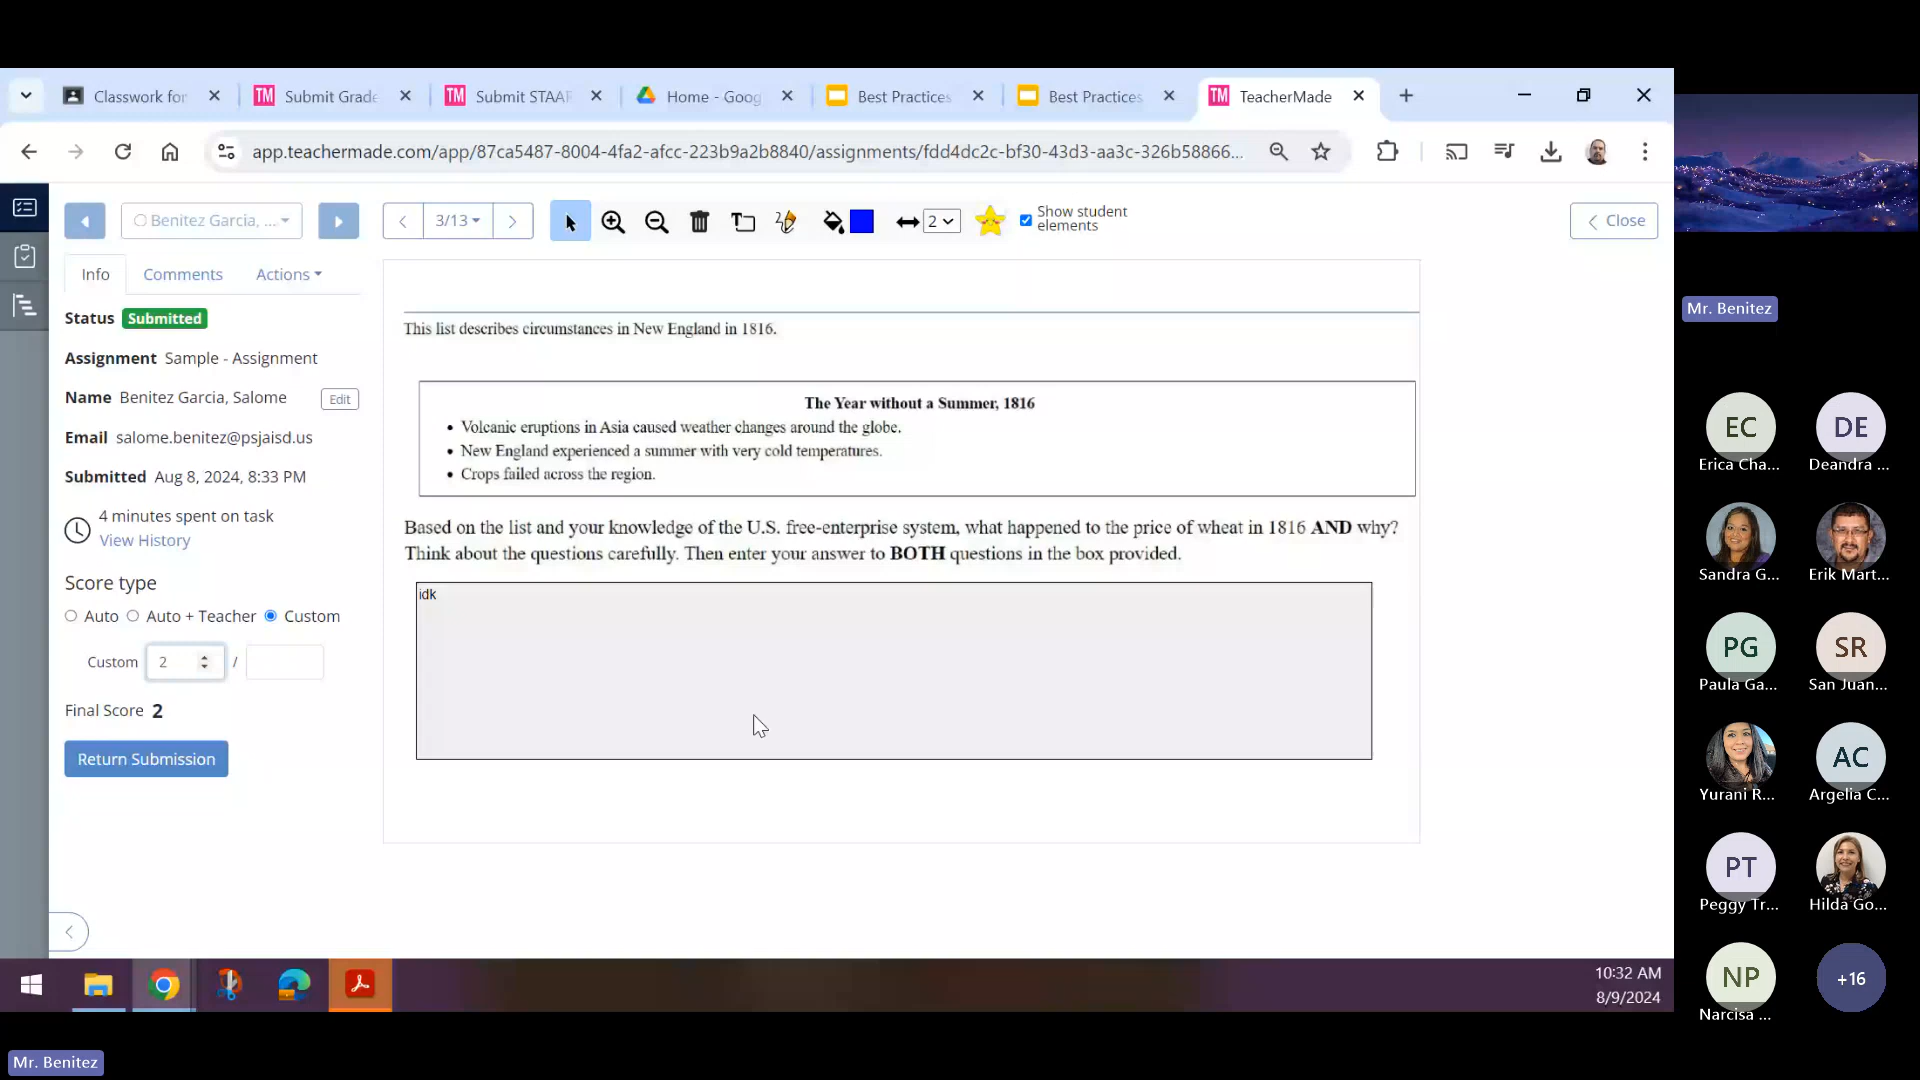 Classwork for
Submit Grade
Submit STAAR
Home - Goog
Best Practices
Best Practices
TeacherMade
app.teachermade.com/app/87ca5487-8004-4fa2-afcc-223b9a2b8840/assignments/fdd4dc2c-bf30-43d3-aa3c-326b58866...
Benitez Garcia, ...
3/13
2
Show student
elements
Close
Info
Comments
Actions
Status Submitted
Assignment Sample - Assignment
Name Benitez Garcia, Salome
Edit
Email salome.benitez@psjaisd.us
Submitted Aug 8, 2024, 8:33 PM
4 minutes spent on task
View History
Score type
Auto Auto + Teacher Custom
Custom 2 /
Final Score 2
Return Submission
This list describes circumstances in New England in 1816.
The Year without a Summer, 1816
• Volcanic eruptions in Asia caused weather changes around the globe.
• New England experienced a summer with very cold temperatures.
• Crops failed across the region.
Based on the list and your knowledge of the U.S. free-enterprise system, what happened to the price of wheat in 1816 AND why?
Think about the questions carefully. Then enter your answer to BOTH questions in the box provided.
idk
10:32 AM
8/9/2024
Mr. Benitez
Mr. Benitez
EC
Erica Cha...
DE
Deandra ...
Sandra G...
Erik Mart...
PG
Paula Ga...
SR
San Juan...
Yurani R...
AC
Argelia C...
PT
Peggy Tr...
Hilda Go...
NP
Narcisa ...
+16